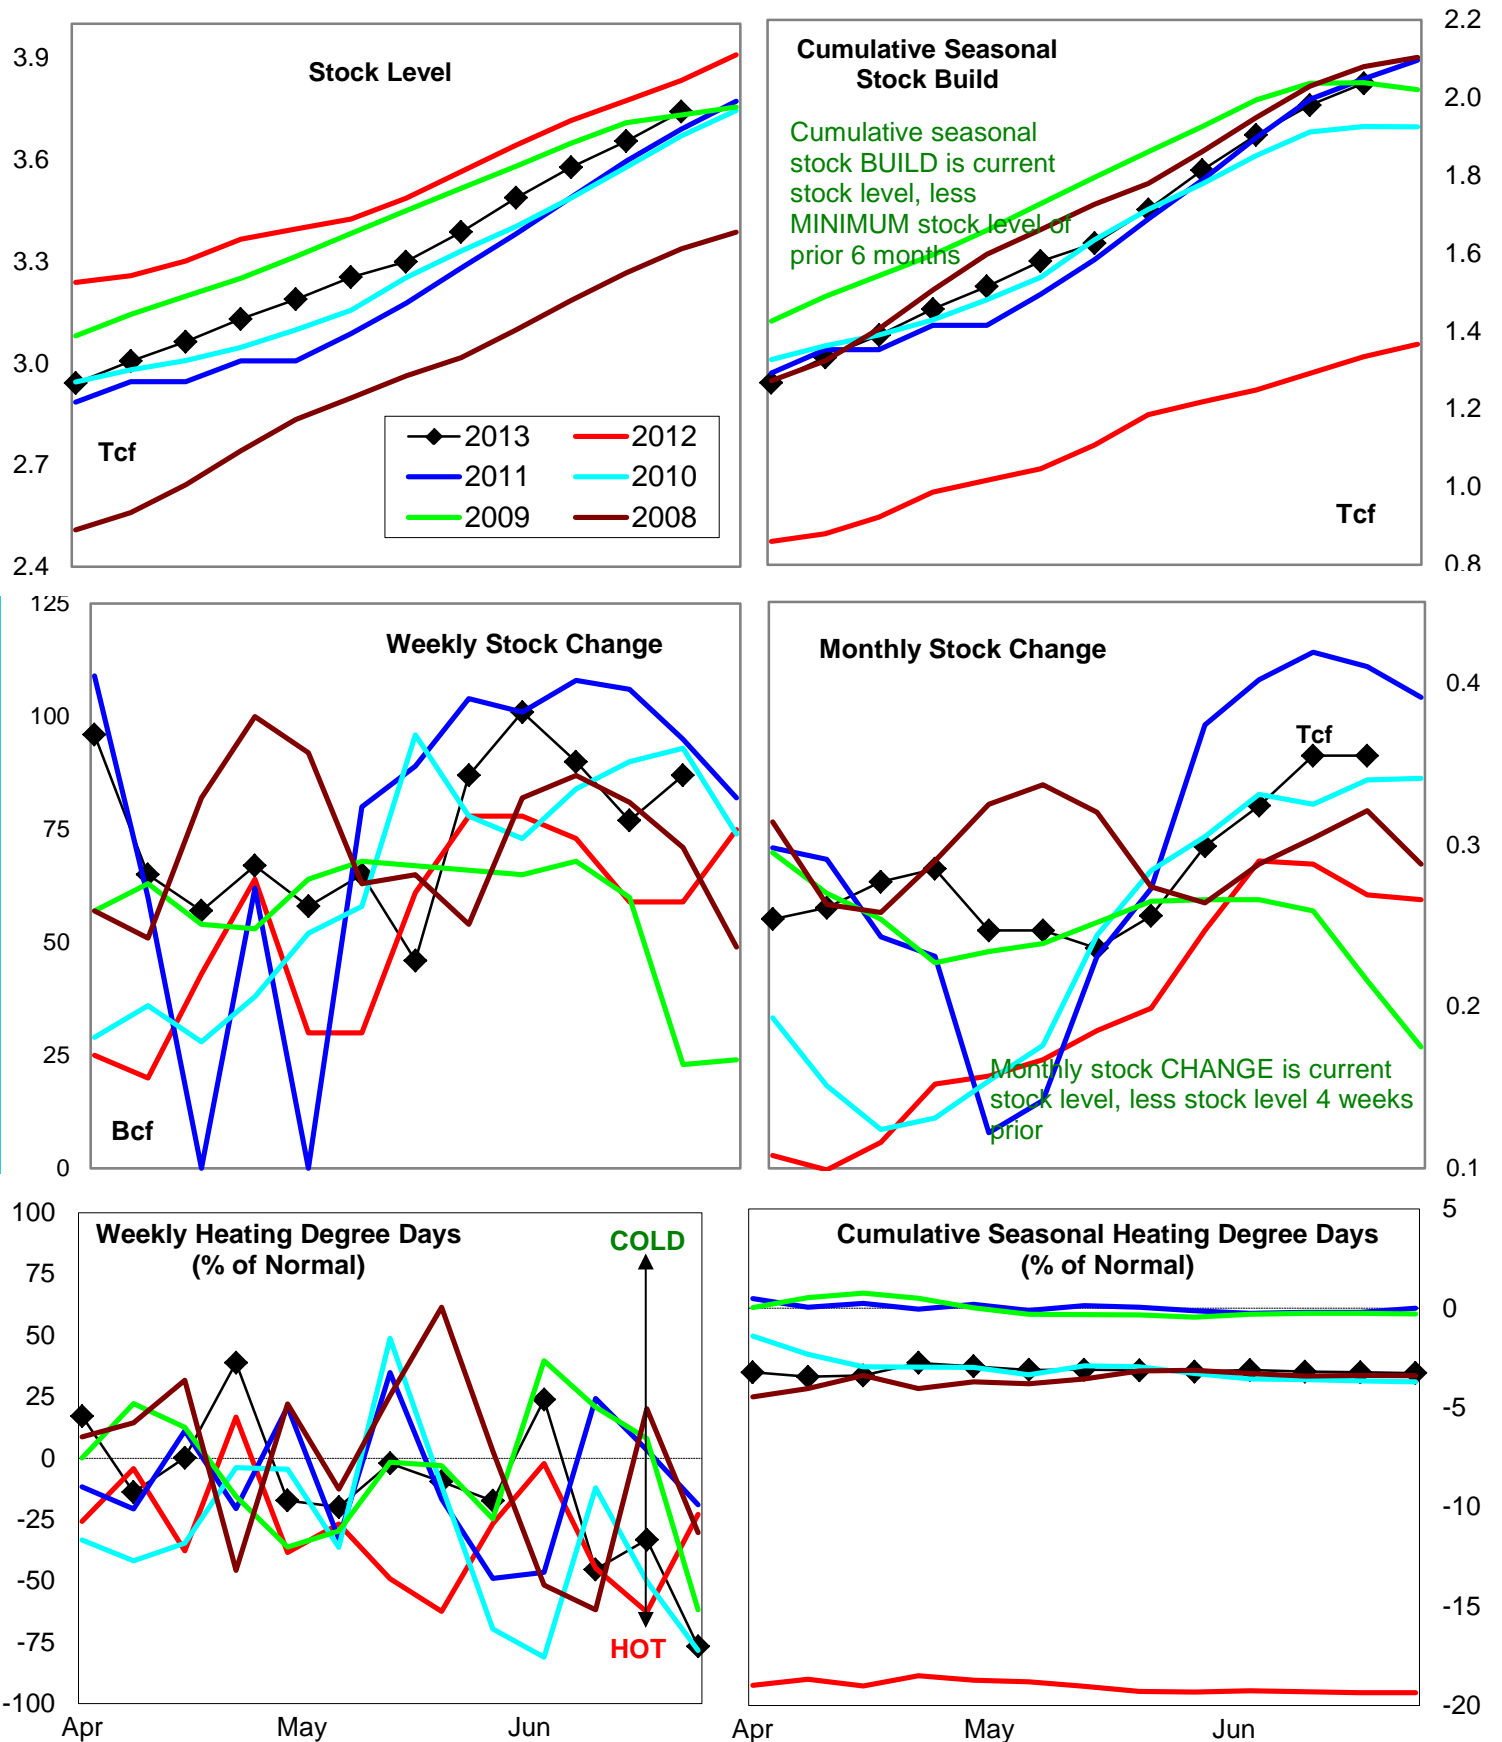 Stock Level
3.9
3.6
3.3
3.0
2.7
2.4
Tcf
2013
2012
2011
2010
2009
2008
Cumulative Seasonal
Stock Build
Cumulative seasonal
stock BUILD is current
stock level, less
MINIMUM stock level of
prior 6 months
Tcf
2.2
2.0
1.8
1.6
1.4
1.2
1.0
0.8
Weekly Stock Change
125
100
75
50
25
0
Bcf
Monthly Stock Change
Tcf
0.4
0.3
0.2
0.1
Monthly stock CHANGE is current
stock level, less stock level 4 weeks
prior
Weekly Heating Degree Days
(% of Normal)
COLD
HOT
100
75
50
25
0
-25
-50
-75
-100
Apr
May
Jun
Cumulative Seasonal Heating Degree Days
(% of Normal)
5
0
-5
-10
-15
-20
Apr
May
Jun